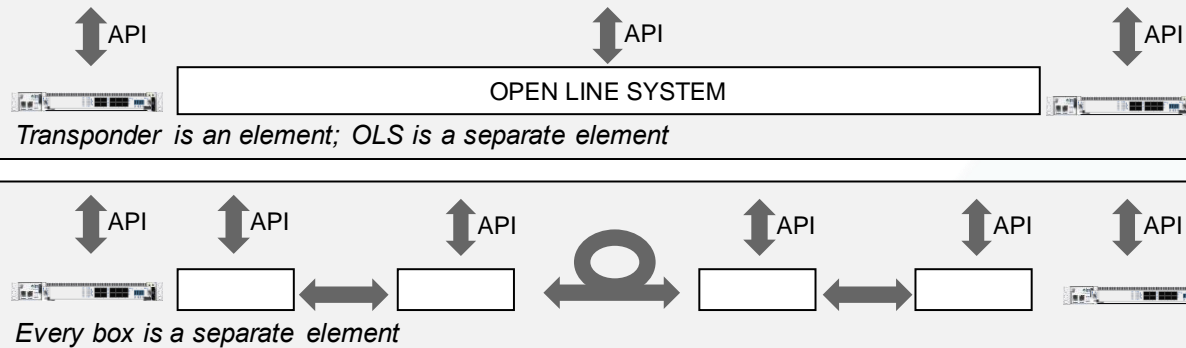 API API API
OPEN LINE SYSTEM
Transponder is an element; OLS is a separate element
API API API API API API
Every box is a separate element